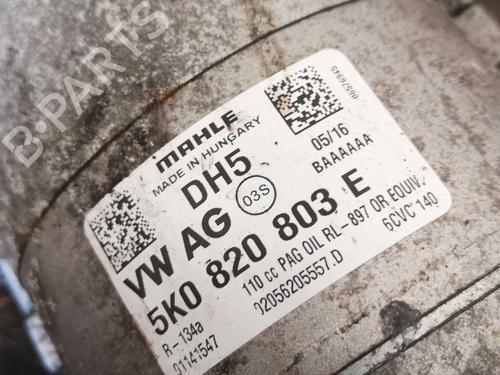 MAHLE
MADE IN HUNGARY
DH5
03S
05/16
BAAAAAA
VW AG
5K0 820 803 E
110 cc PAG OIL RL-897 OR EQUIV.
6CVC 140
R-134a
01141547
02056205557.D
B-PARTS